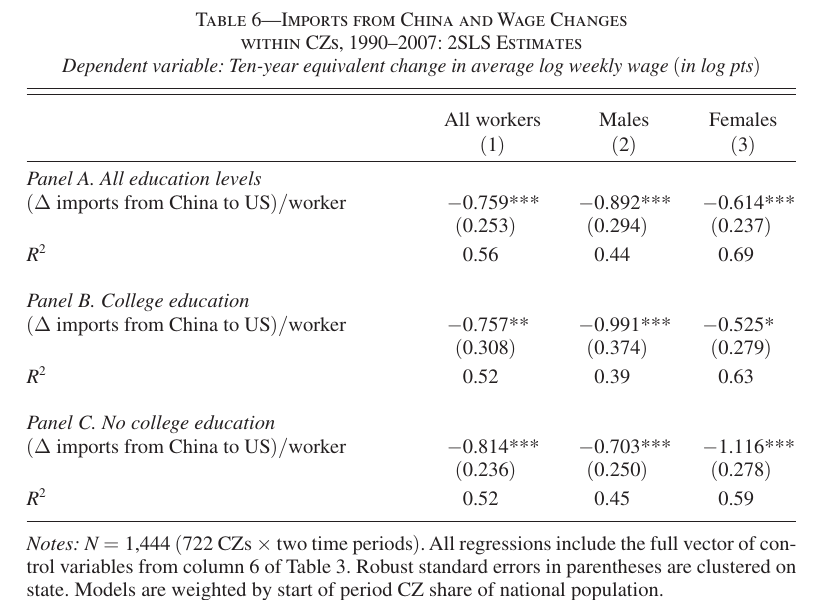 TABLE 6—IMPORTS FROM CHINA AND WAGE CHANGES
WITHIN CZS, 1990–2007: 2SLS ESTIMATES
Dependent variable: Ten-year equivalent change in average log weekly wage (in log pts)
All workers Males Females
(1) (2) (3)
Panel A. All education levels
(Δ imports from China to US)/worker −0.759*** −0.892*** −0.614***
(0.253) (0.294) (0.237)
R² 0.56 0.44 0.69
Panel B. College education
(Δ imports from China to US)/worker −0.757** −0.991*** −0.525*
(0.308) (0.374) (0.279)
R² 0.52 0.39 0.63
Panel C. No college education
(Δ imports from China to US)/worker −0.814*** −0.703*** −1.116***
(0.236) (0.250) (0.278)
R² 0.52 0.45 0.59
Notes: N = 1,444 (722 CZs × two time periods). All regressions include the full vector of con-
trol variables from column 6 of Table 3. Robust standard errors in parentheses are clustered on
state. Models are weighted by start of period CZ share of national population.